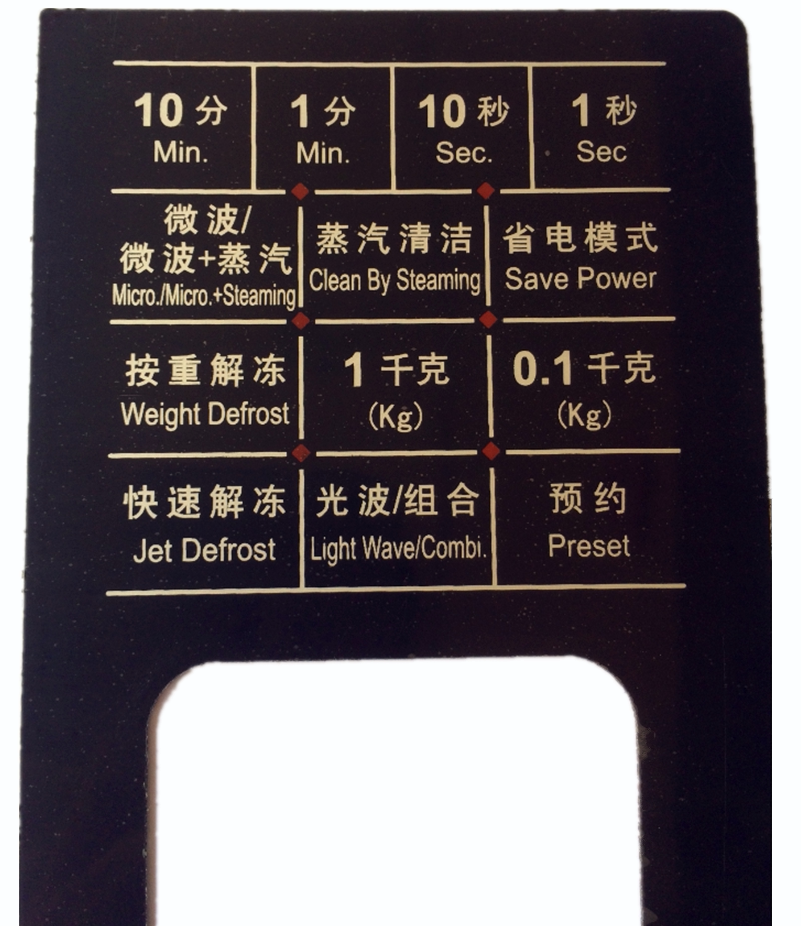 10 分 1 分 10 秒 1 秒
Min. Min. Sec. Sec
微波/
微波+蒸汽 蒸汽清洁 省电模式
Micro./Micro.+Steaming Clean By Steaming Save Power
按重解冻 1 千克 0.1 千克
Weight Defrost (Kg) (Kg)
快速解冻 光波/组合 预约
Jet Defrost Light Wave/Combi. Preset